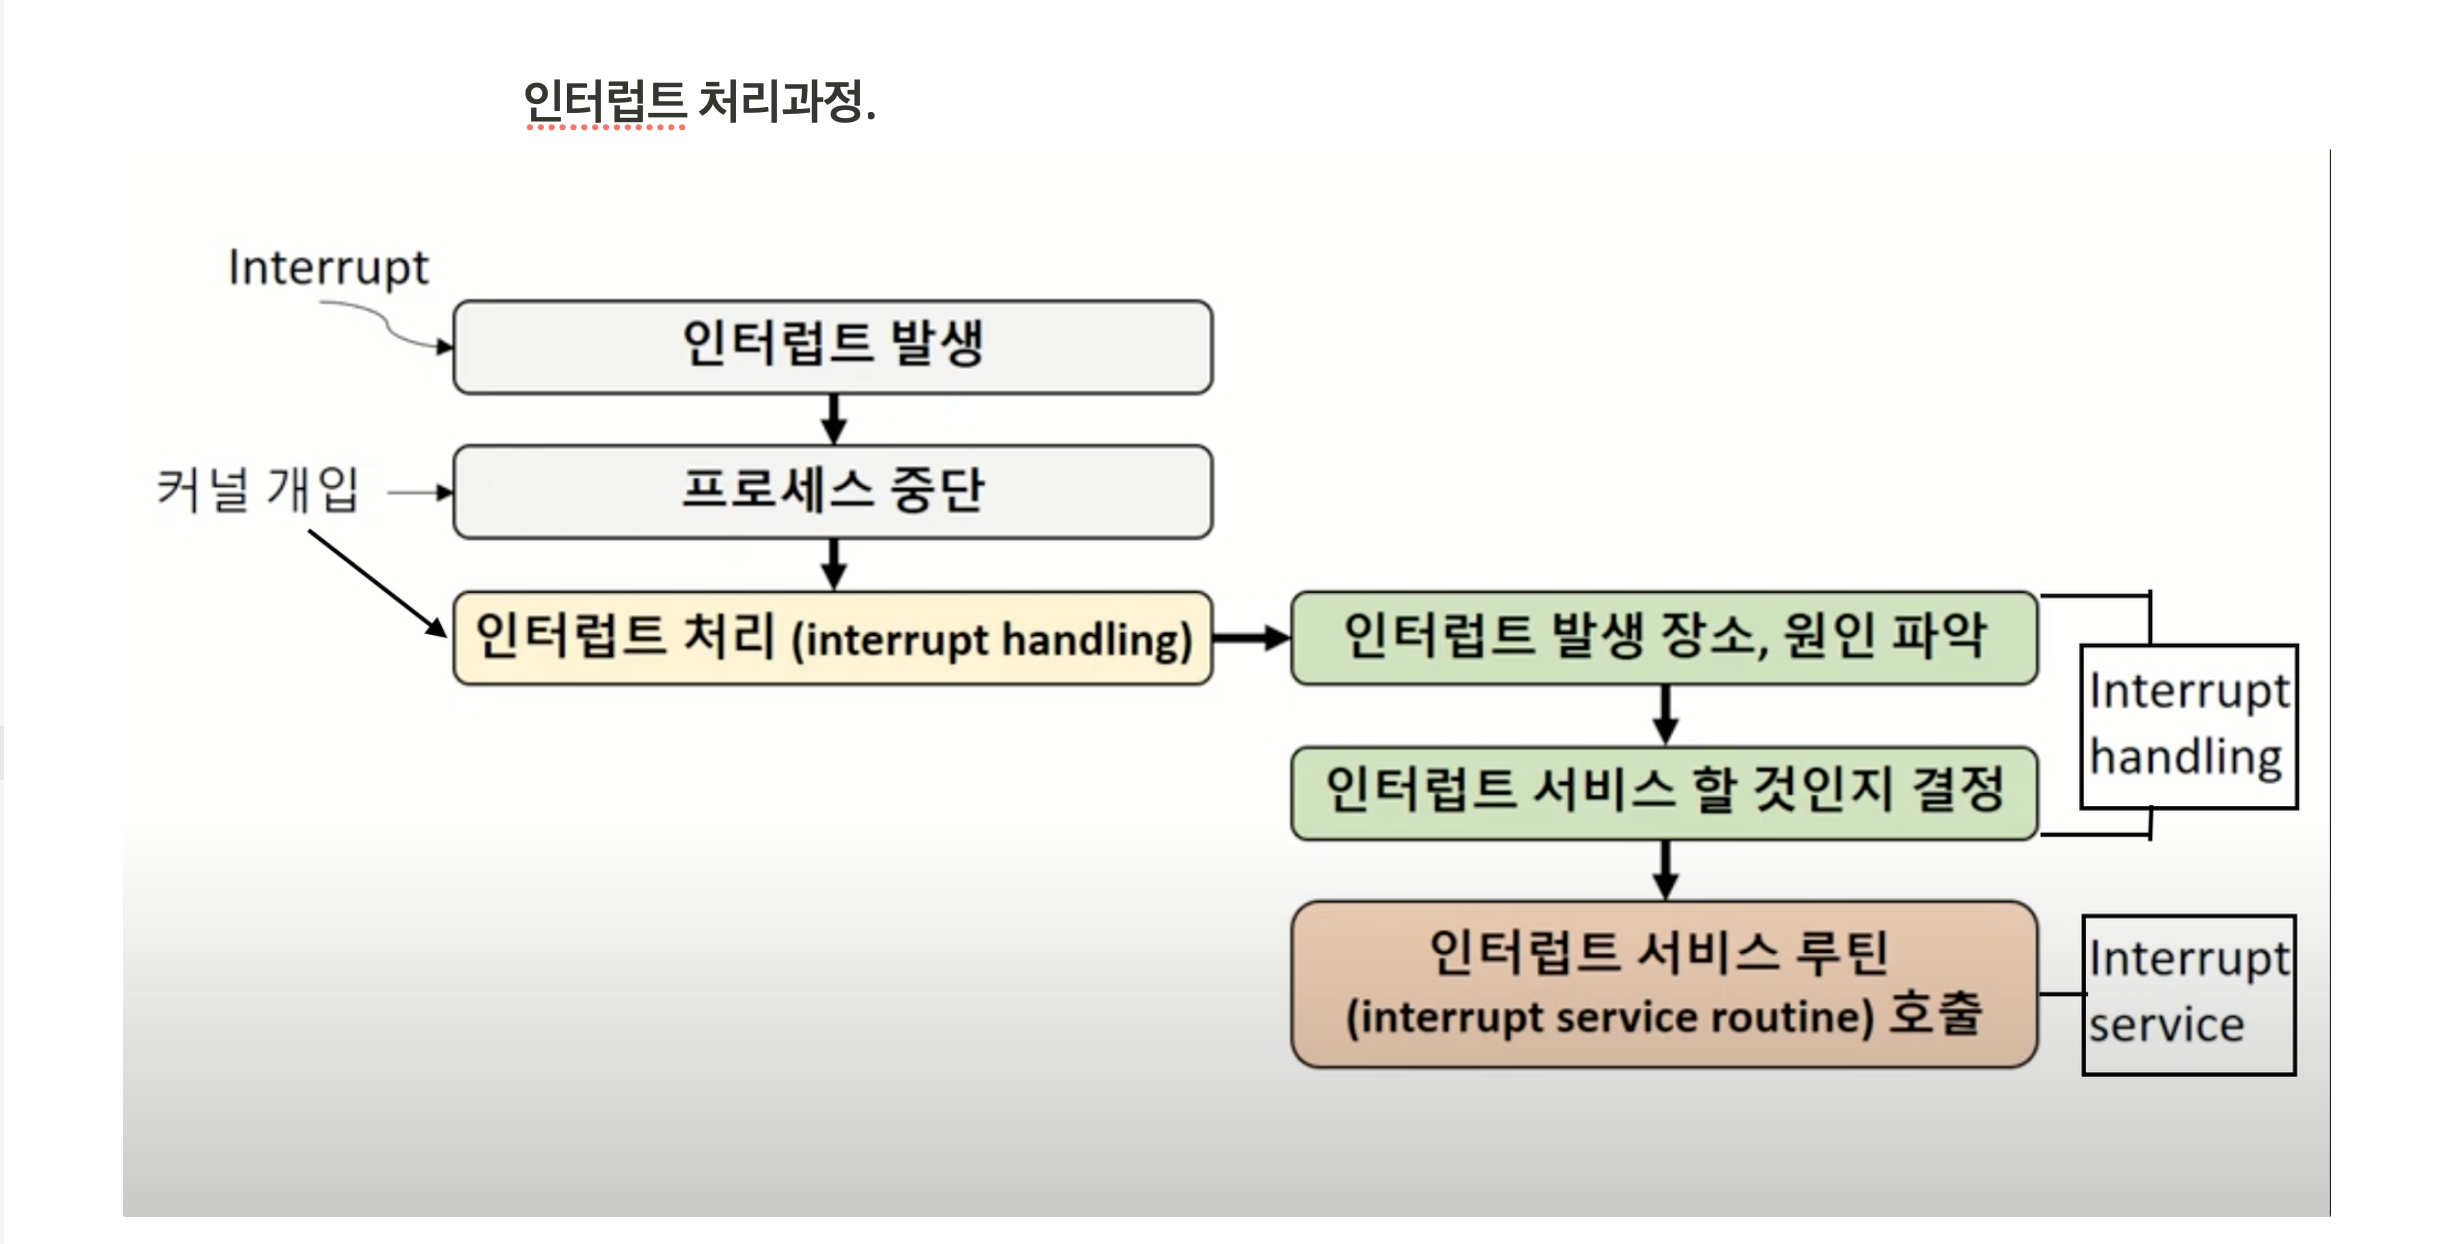 인터럽트 처리과정.
Interrupt
인터럽트 발생
커널 개입
프로세스 중단
인터럽트 처리 (interrupt handling)
인터럽트 발생 장소, 원인 파악
인터럽트 서비스 할 것인지 결정
Interrupt
handling
인터럽트 서비스 루틴
(interrupt service routine) 호출
Interrupt
service